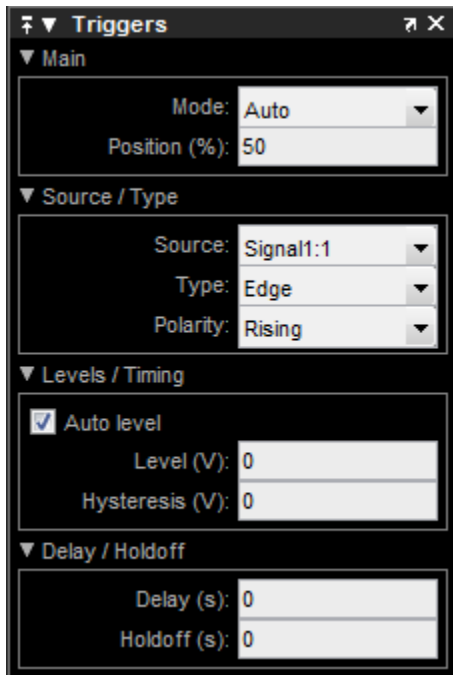 Triggers
Main
Mode: Auto
Position (%): 50
Source / Type
Source: Signal1:1
Type: Edge
Polarity: Rising
Levels / Timing
Auto level
Level (V): 0
Hysteresis (V): 0
Delay / Holdoff
Delay (s): 0
Holdoff (s): 0